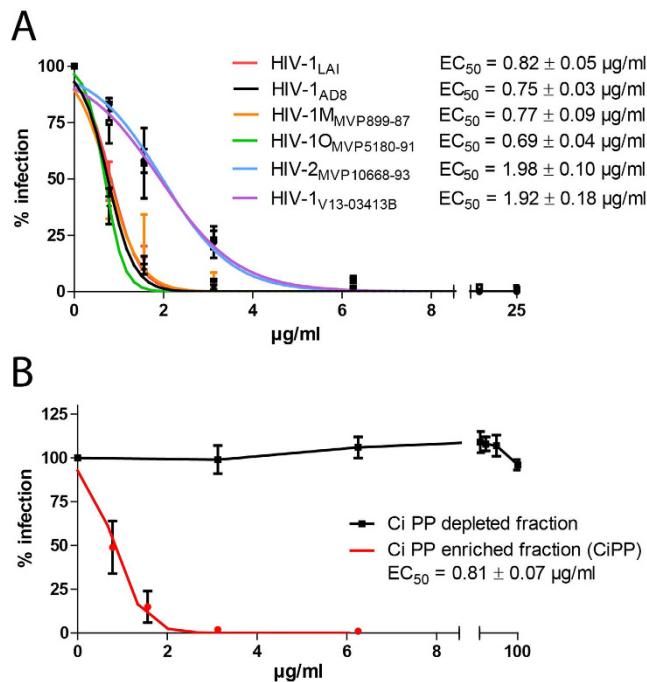 A
HIV-1LAI EC50 = 0.82 ± 0.05 µg/ml
HIV-1AD8 EC50 = 0.75 ± 0.03 µg/ml
HIV-1MMVP899-87 EC50 = 0.77 ± 0.09 µg/ml
HIV-1OMVP5180-91 EC50 = 0.69 ± 0.04 µg/ml
HIV-2MVP10668-93 EC50 = 1.98 ± 0.10 µg/ml
HIV-1V13-03413B EC50 = 1.92 ± 0.18 µg/ml
% infection
100
75
50
25
0
0 2 4 6 8 25
µg/ml
B
% infection
125
100
75
50
25
0
Ci PP depleted fraction
Ci PP enriched fraction (CiPP)
EC50 = 0.81 ± 0.07 µg/ml
0 2 4 6 8 100
µg/ml